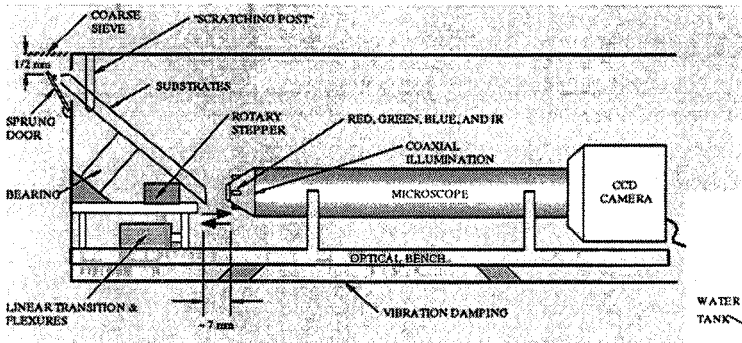 COARSE
SIEVE
"SCRATCHING POST"
1/2 mm
SUBSTRATES
SPRUNG
DOOR
ROTARY
STEPPER
RED, GREEN, BLUE, AND IR
COAXIAL
ILLUMINATION
BEARING
MICROSCOPE
CCD
CAMERA
OPTICAL BENCH
LINEAR TRANSITION &
FLEXURES
~ 7 mm
VIBRATION DAMPING
WATER
TANK